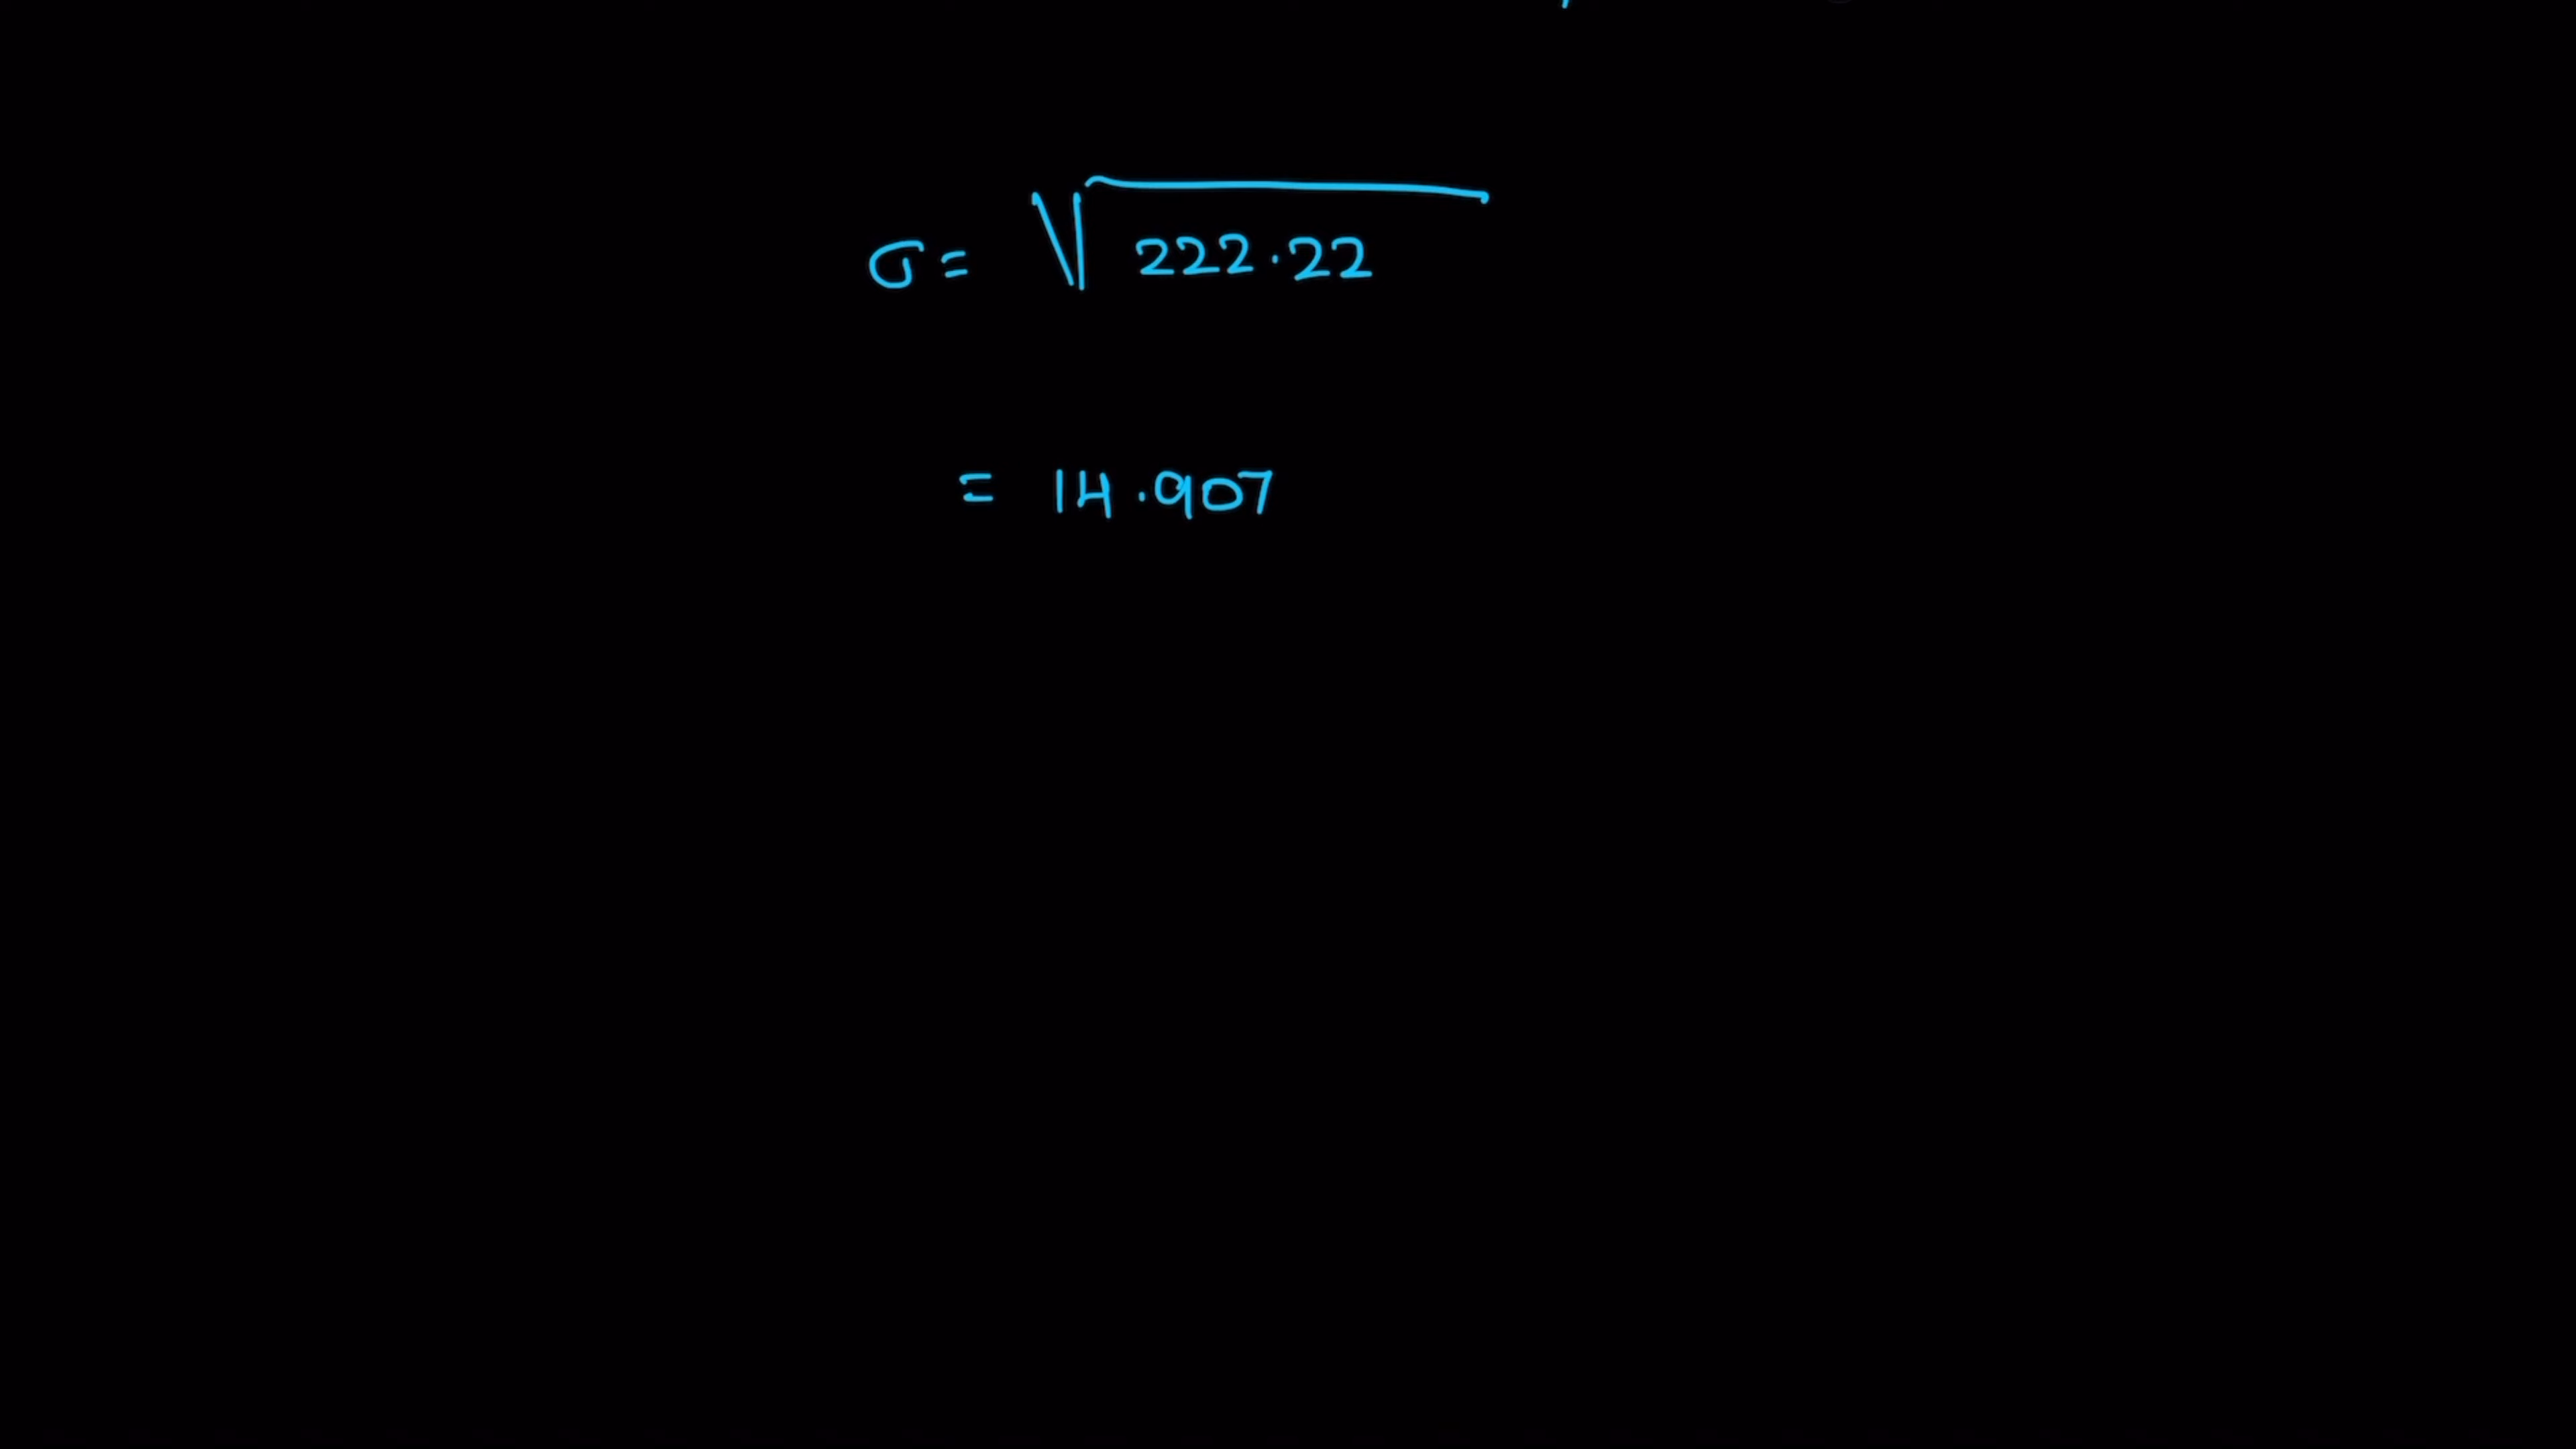 σ = √222.22
= 14.907